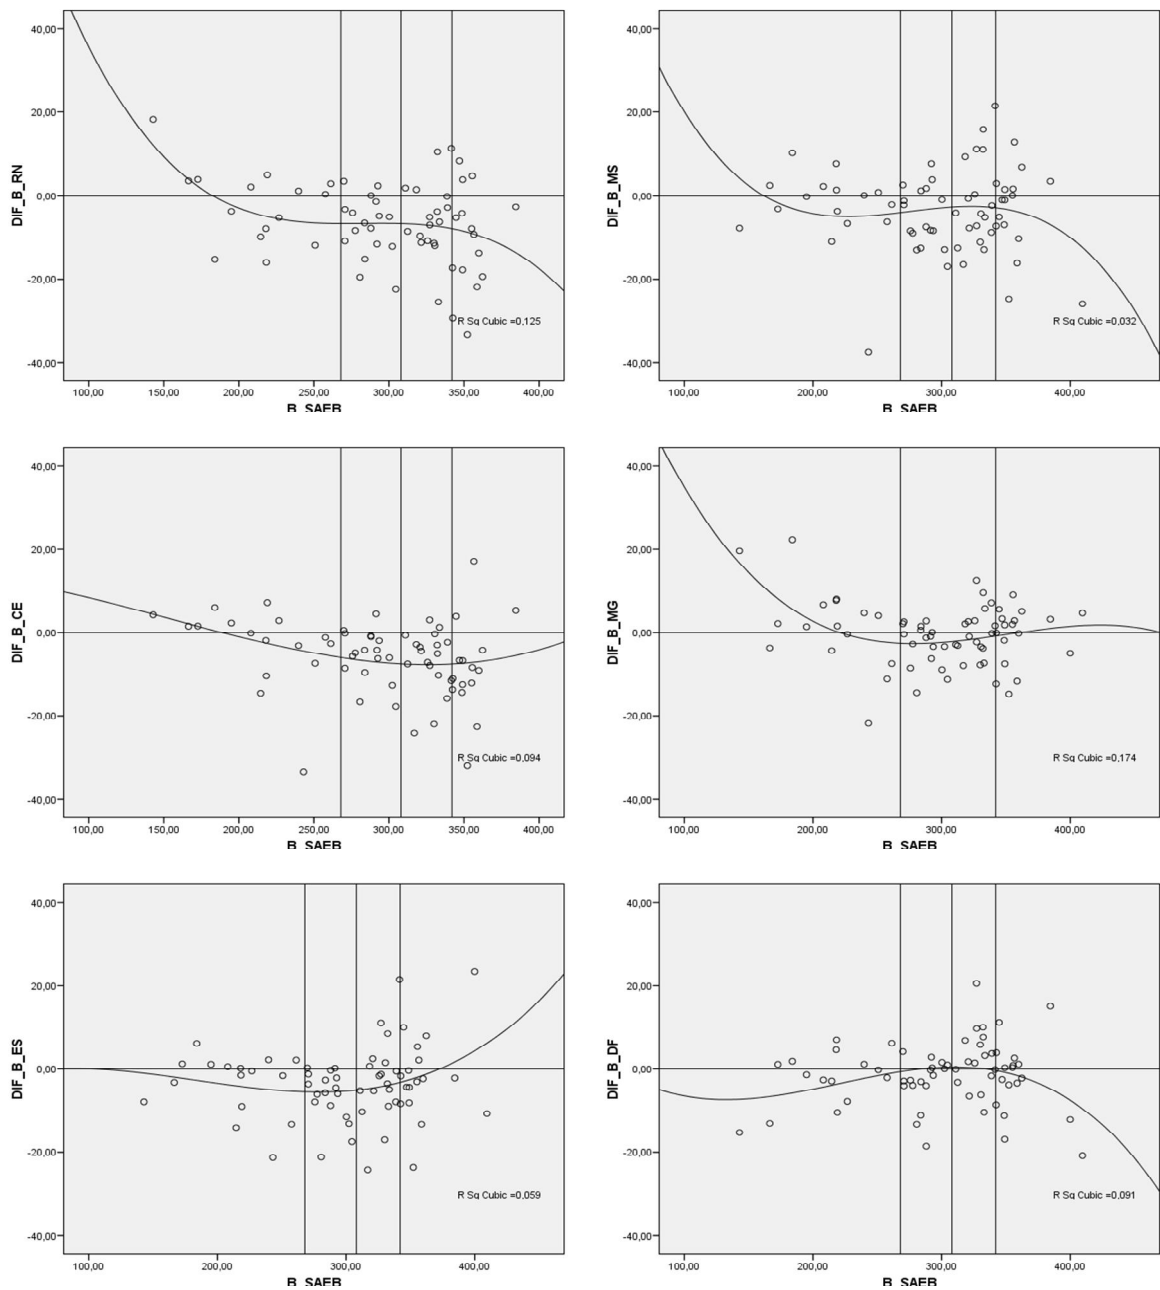 40,00
20,00
0,00
-20,00
-40,00
DIF_B_RN
R Sq Cubic =0,125
100,00 150,00 200,00 250,00 300,00 350,00 400,00
B_SAEB
40,00
20,00
0,00
-20,00
-40,00
DIF_B_MS
R Sq Cubic =0,032
100,00 200,00 300,00 400,00
B_SAEB
40,00
20,00
0,00
-20,00
-40,00
DIF_B_CE
R Sq Cubic =0,094
100,00 150,00 200,00 250,00 300,00 350,00 400,00
B_SAEB
40,00
20,00
0,00
-20,00
-40,00
DIF_B_MG
R Sq Cubic =0,174
100,00 200,00 300,00 400,00
B_SAEB
40,00
20,00
0,00
-20,00
-40,00
DIF_B_ES
R Sq Cubic =0,059
100,00 200,00 300,00 400,00
B_SAEB
40,00
20,00
0,00
-20,00
-40,00
DIF_B_DF
R Sq Cubic =0,091
100,00 200,00 300,00 400,00
B_SAEB